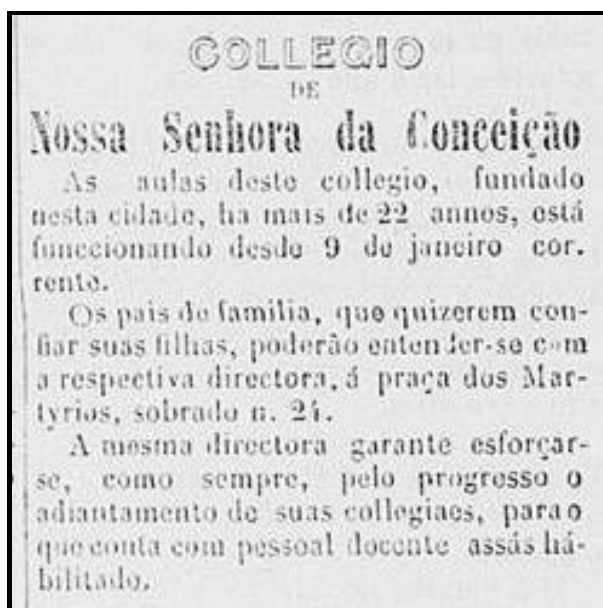 COLLEGIO
DE
Nossa Senhora da Conceição
As aulas deste collegio, fundado
nesta cidade, ha mais de 22 annos, está
funccionando desde 9 de janeiro cor.
rente.
Os pais de familia, que quizerem con-
fiar suas filhas, poderão entender-se com
a respectiva directora, á praça dos Mar-
tyrios, sobrado n. 24.
A mesma directora garante esforçar-
se, como sempre, pelo progresso e
adiantamento de suas collegiaes, para o
que conta com pessoal docente assás há-
bilitado.